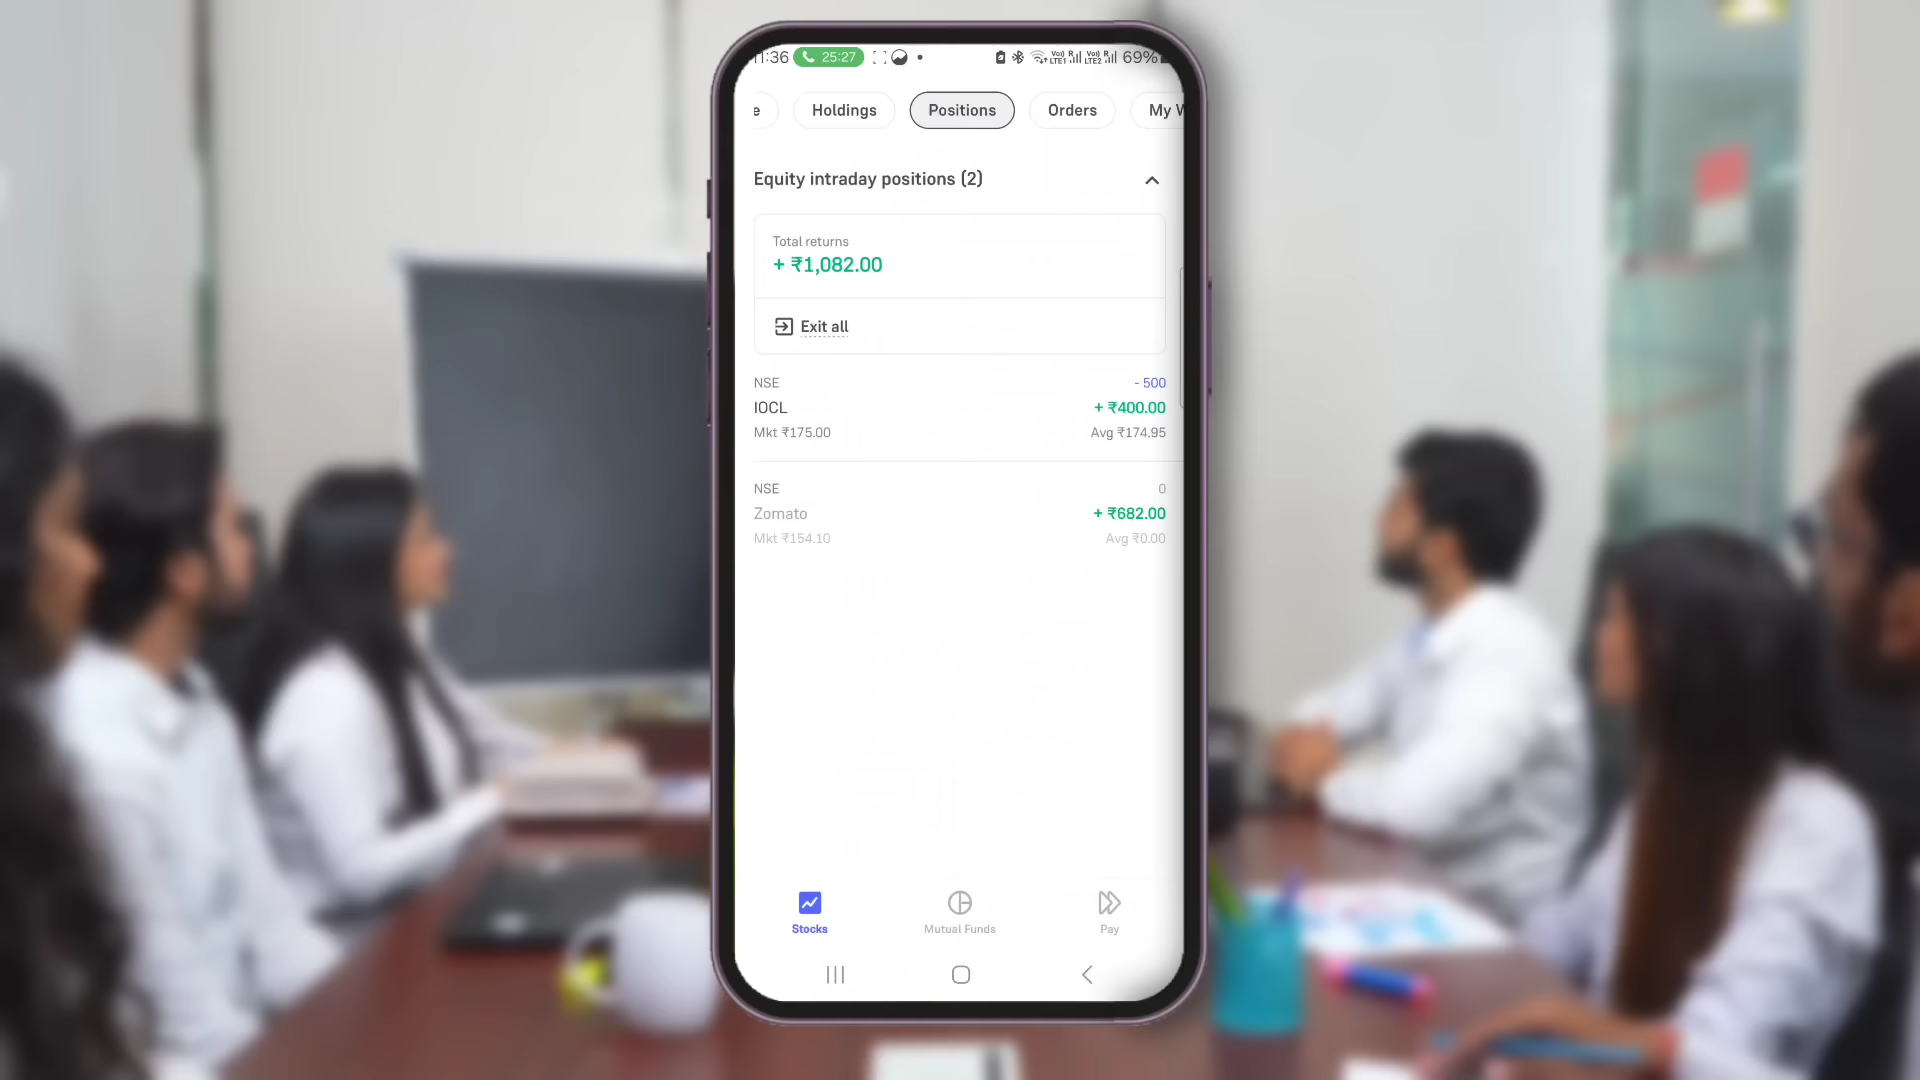 1:36 25:27 69%
e Holdings Positions Orders My
Equity intraday positions (2)
Total returns
+ ₹1,082.00
Exit all
NSE - 500
IOCL + ₹400.00
Mkt ₹175.00 Avg ₹174.95
NSE 0
Zomato + ₹682.00
Mkt ₹154.10 Avg ₹0.00
Stocks Mutual Funds Pay